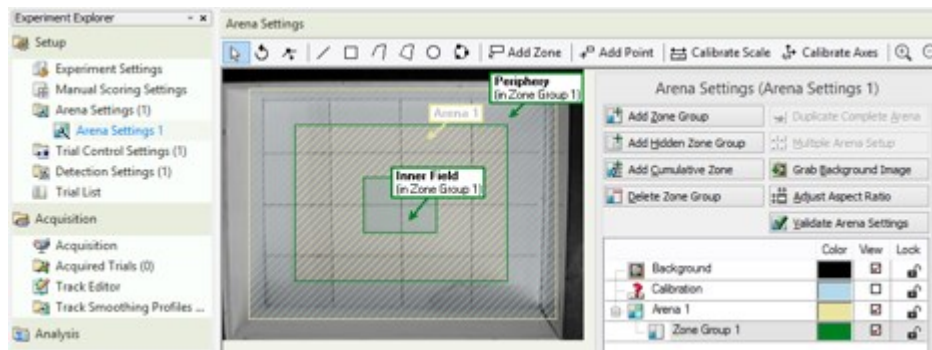 Experiment Explorer
Setup
Experiment Settings
Manual Scoring Settings
Arena Settings (1)
Arena Settings 1
Trial Control Settings (1)
Detection Settings (1)
Trial List
Acquisition
Acquisition
Acquired Trials (0)
Track Editor
Track Smoothing Profiles ...
Analysis
Arena Settings
Add Zone
Add Point
Calibrate Scale
Calibrate Axes
Periphery
(in Zone Group 1)
Arena 1
Inner Field
(in Zone Group 1)
Arena Settings (Arena Settings 1)
Add Zone Group
Duplicate Complete Arena
Add Hidden Zone Group
Multiple Arena Setup
Add Cumulative Zone
Grab Background Image
Delete Zone Group
Adjust Aspect Ratio
Validate Arena Settings
Color View Lock
Background
Calibration
Arena 1
Zone Group 1